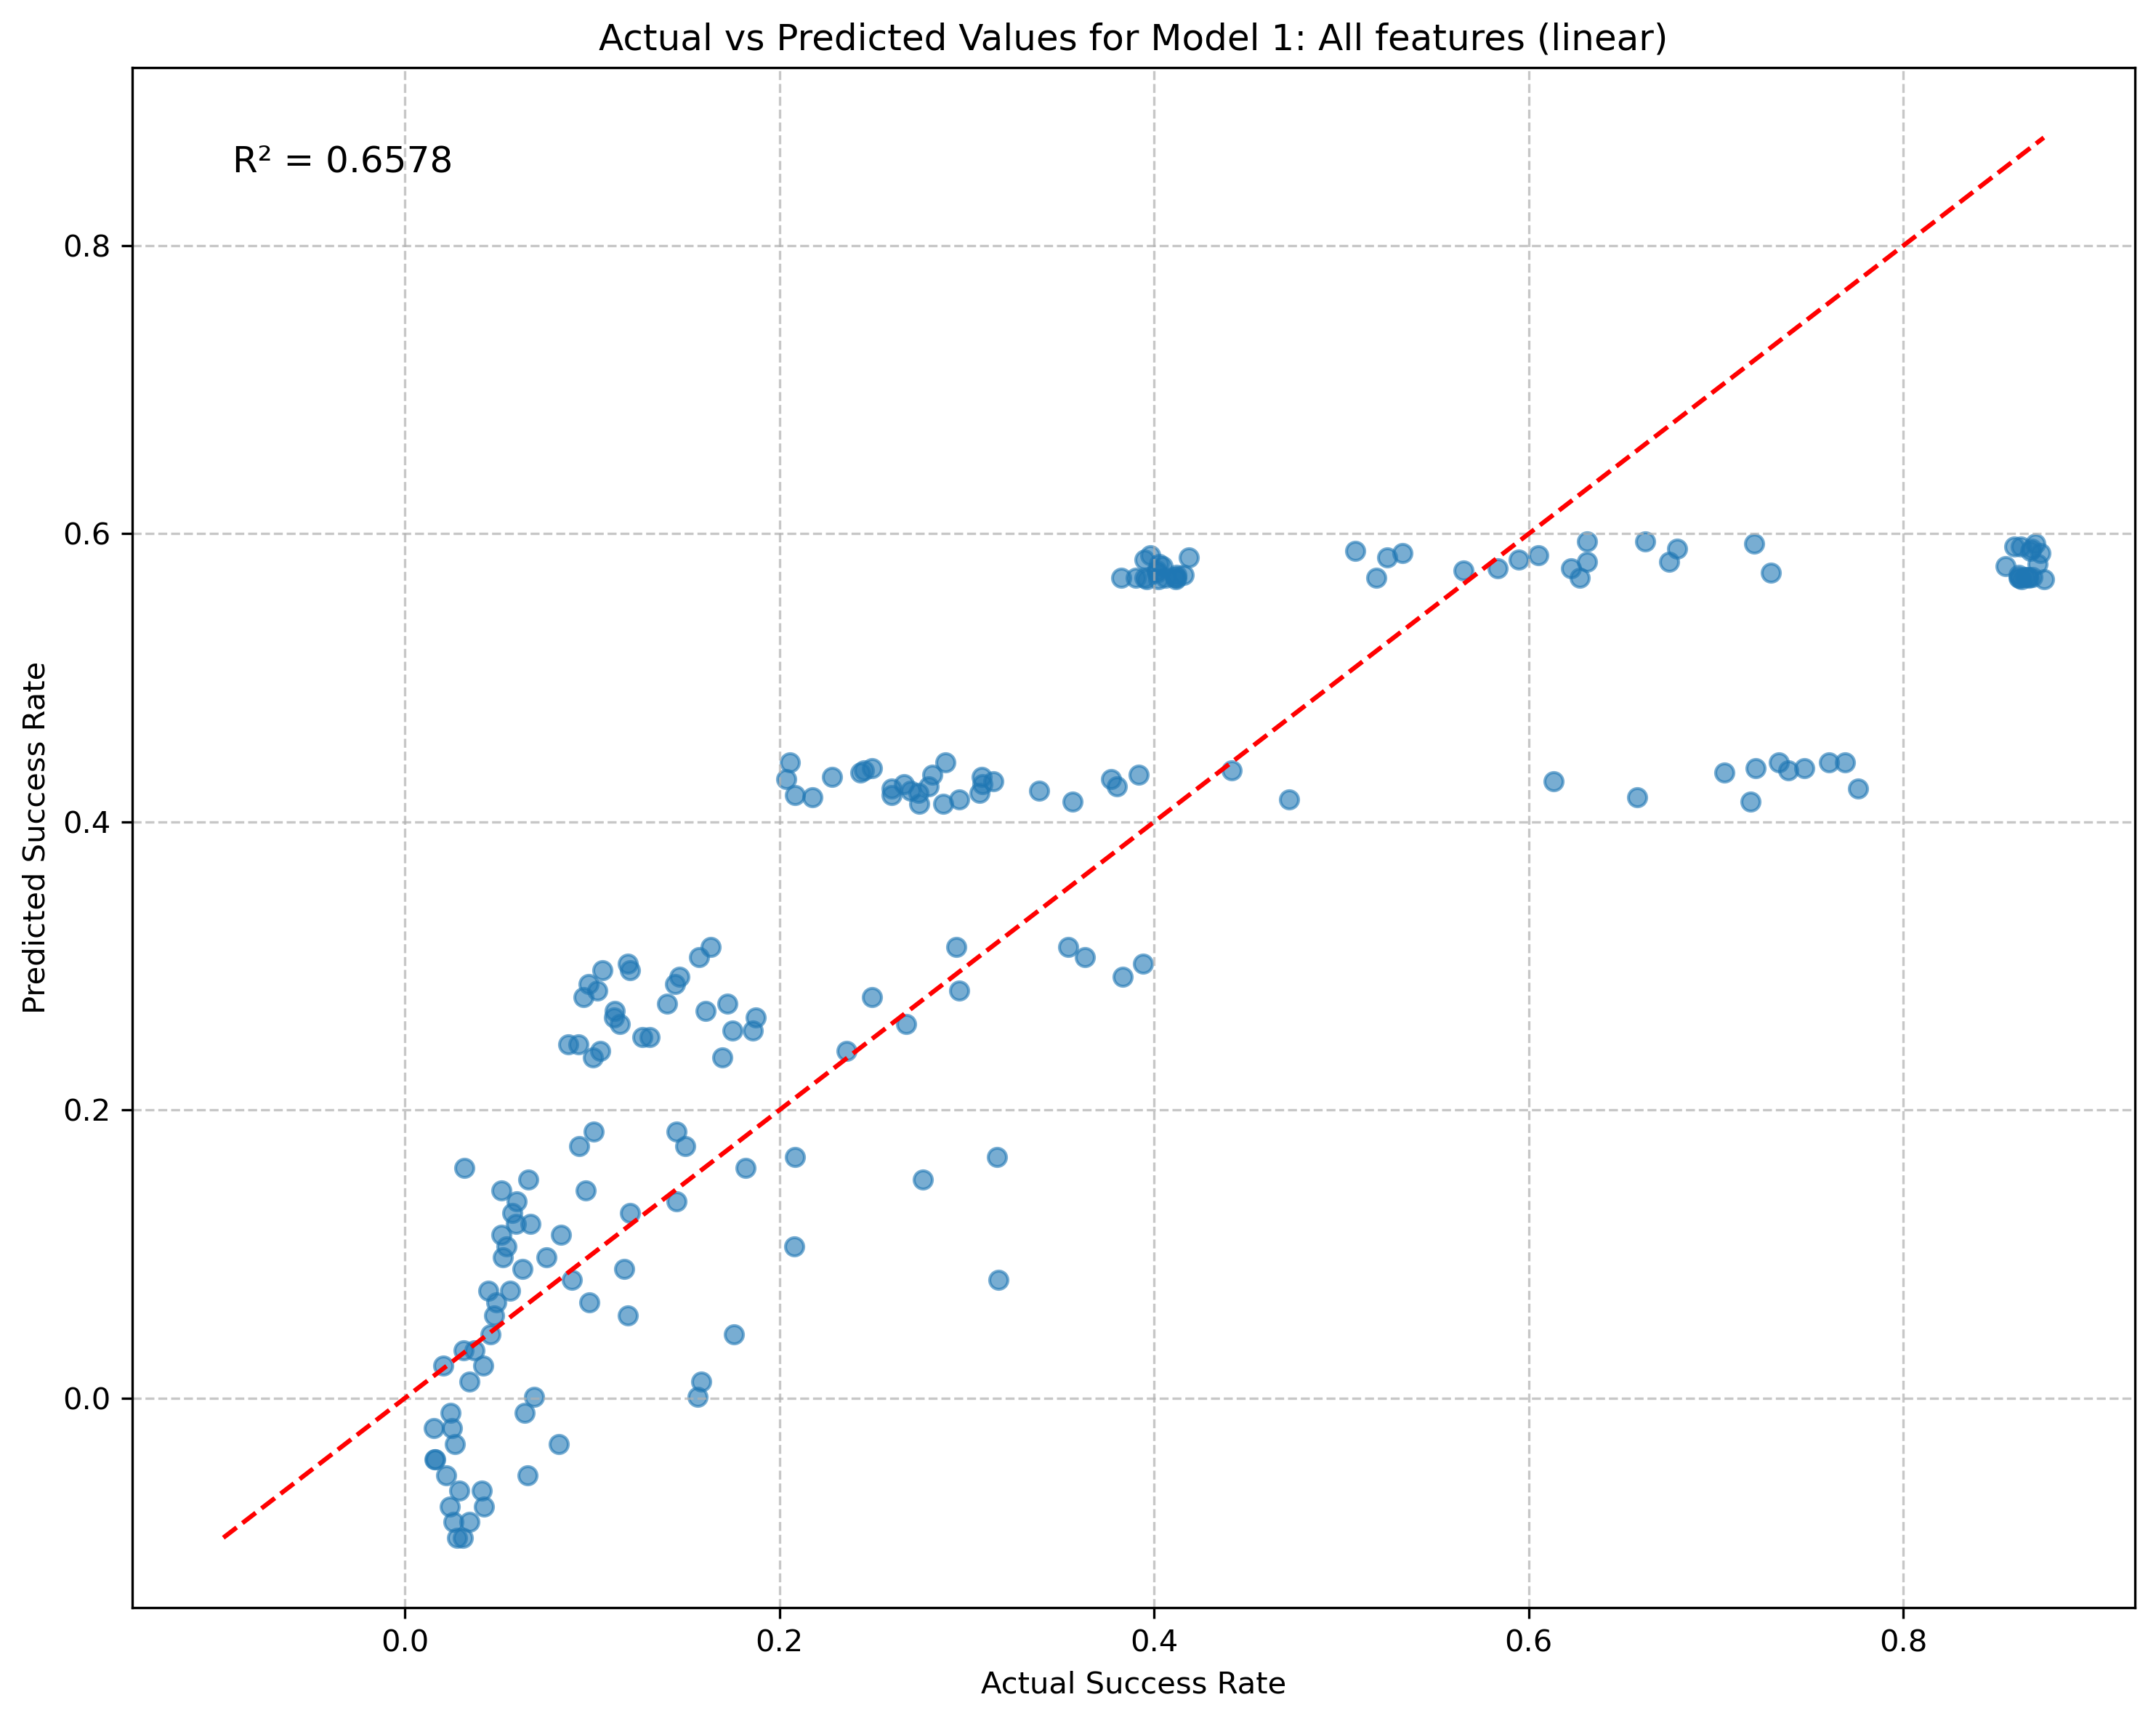 Actual vs Predicted Values for Model 1: All features (linear)
R² = 0.6578
Predicted Success Rate
0.8
0.6
0.4
0.2
0.0
0.0 0.2 0.4 0.6 0.8
Actual Success Rate